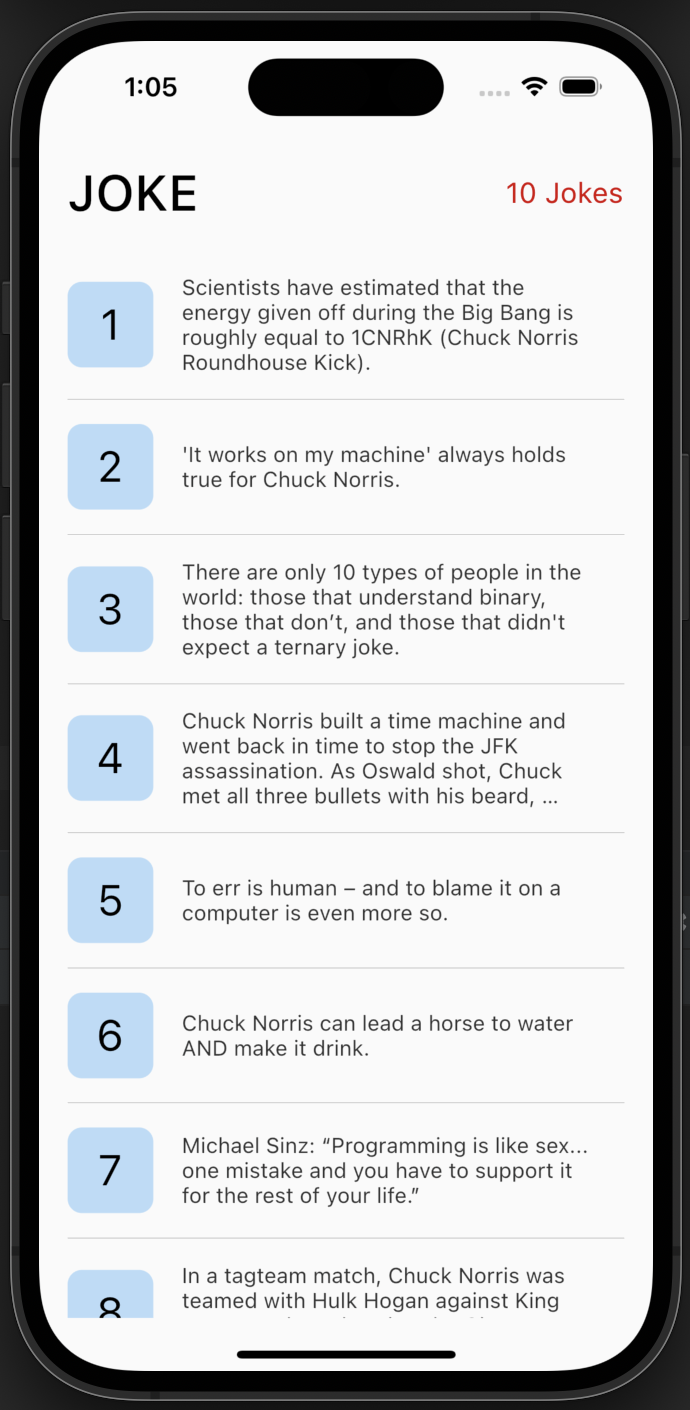 1:05
JOKE
10 Jokes
1
Scientists have estimated that the
energy given off during the Big Bang is
roughly equal to 1CNRhK (Chuck Norris
Roundhouse Kick).
2
'It works on my machine' always holds
true for Chuck Norris.
3
There are only 10 types of people in the
world: those that understand binary,
those that don’t, and those that didn't
expect a ternary joke.
4
Chuck Norris built a time machine and
went back in time to stop the JFK
assassination. As Oswald shot, Chuck
met all three bullets with his beard, ...
5
To err is human – and to blame it on a
computer is even more so.
6
Chuck Norris can lead a horse to water
AND make it drink.
7
Michael Sinz: “Programming is like sex...
one mistake and you have to support it
for the rest of your life.”
8
In a tagteam match, Chuck Norris was
teamed with Hulk Hogan against King